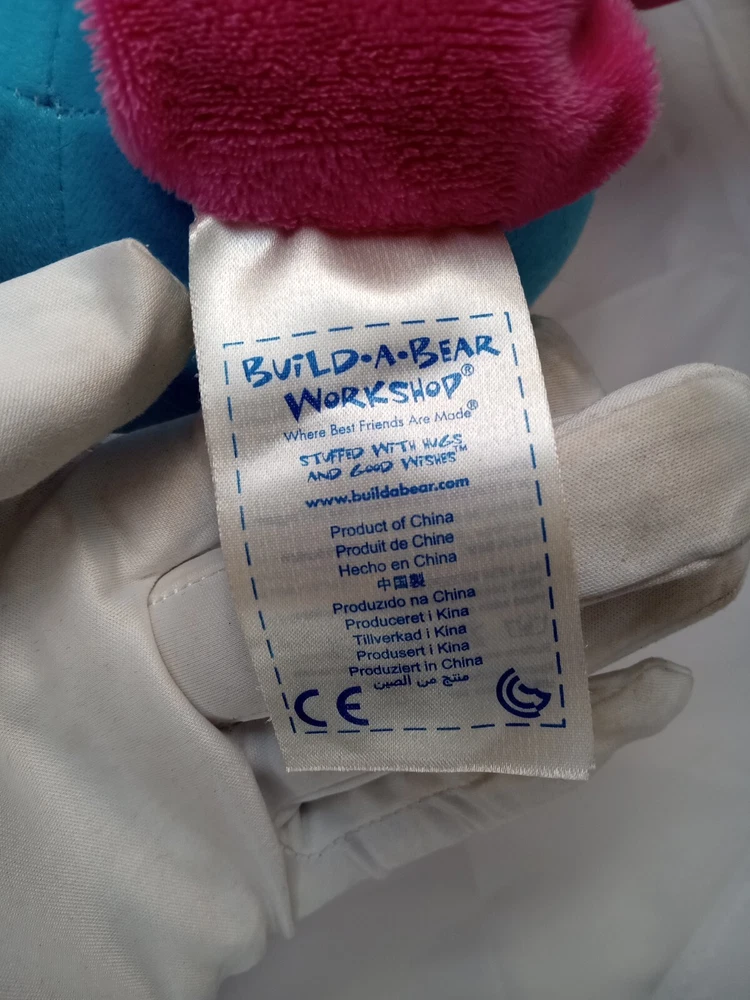 BUiLD•A•BEAR
WORKSHOP®
Where Best Friends Are Made®
STUFFED WiTH HUGS
AND GOOD WiSHES™
www.buildabear.com
Product of China
Produit de Chine
Hecho en China
中国製
Produzido na China
Produceret i Kina
Tillverkad i Kina
Produsert i Kina
Produziert in China
منتج من الصين
CE